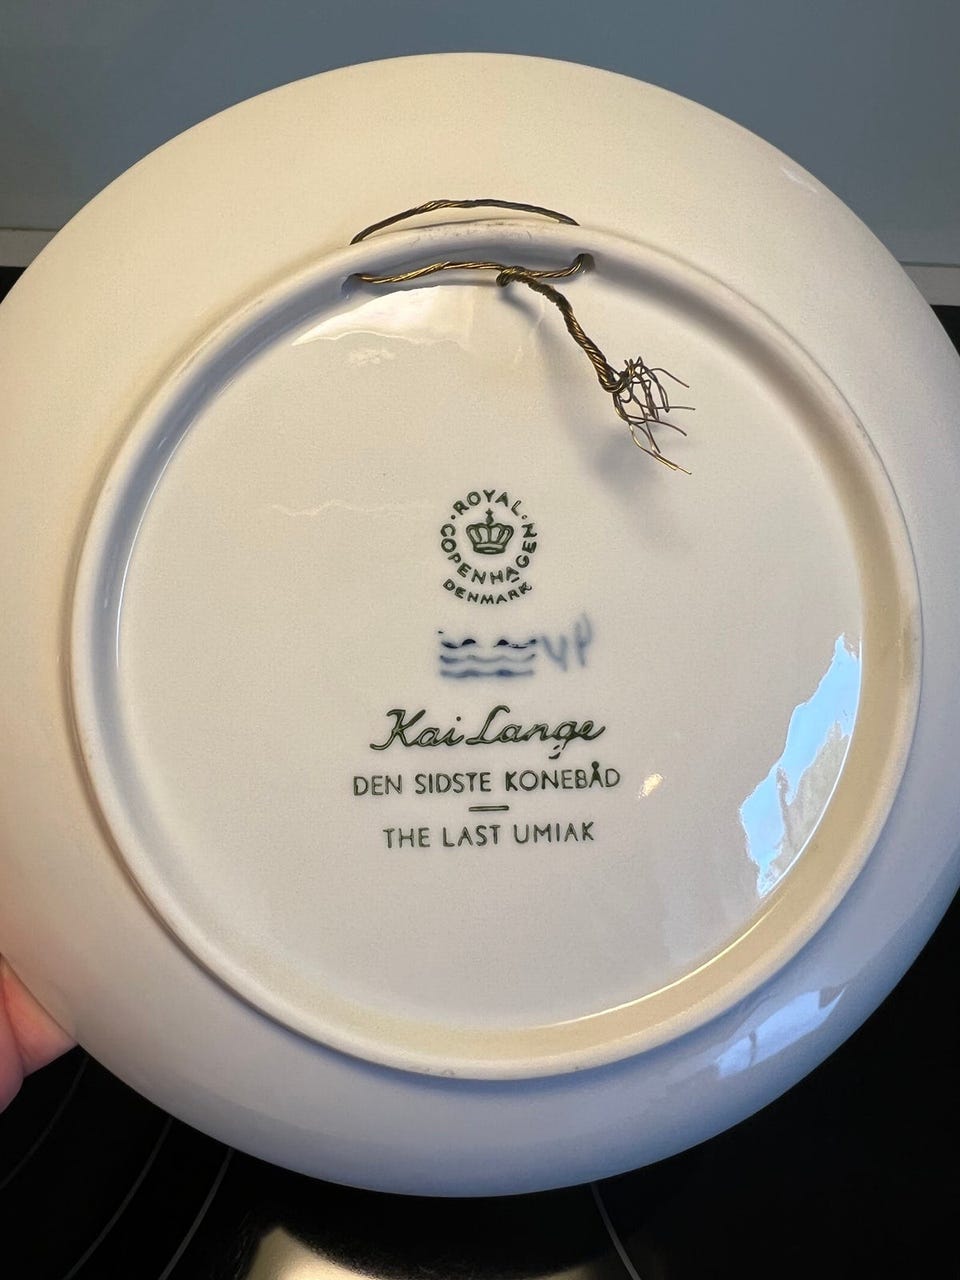 ROYAL
COPENHAGEN
DENMARK
Kai Lange
DEN SIDSTE KONEBÅD
THE LAST UMIAK